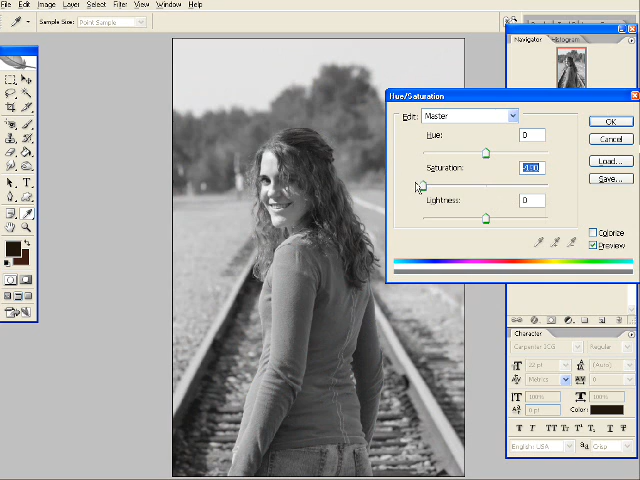 File Edit Image Layer Select Filter View Window Help
Sample Size: Point Sample
Navigator Histogram
Hue/Saturation
Edit: Master
Hue: 0
Saturation: -100
Lightness: 0
OK
Cancel
Load...
Save...
Colorize
Preview
Character
Carpenter ICG Regular
22 pt (Auto)
Metrics 0
100% 100%
0 pt Color:
English: USA Crisp